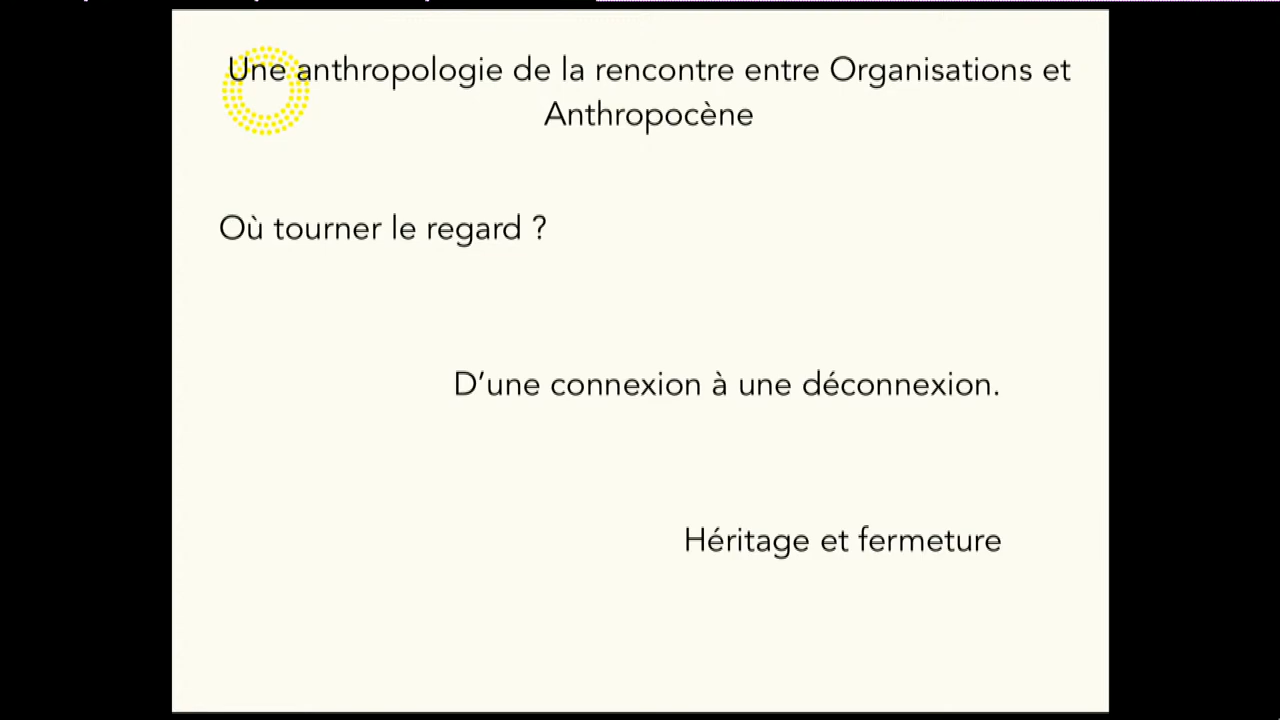 Une anthropologie de la rencontre entre Organisations et
Anthropocène
Où tourner le regard ?
D’une connexion à une déconnexion.
Héritage et fermeture